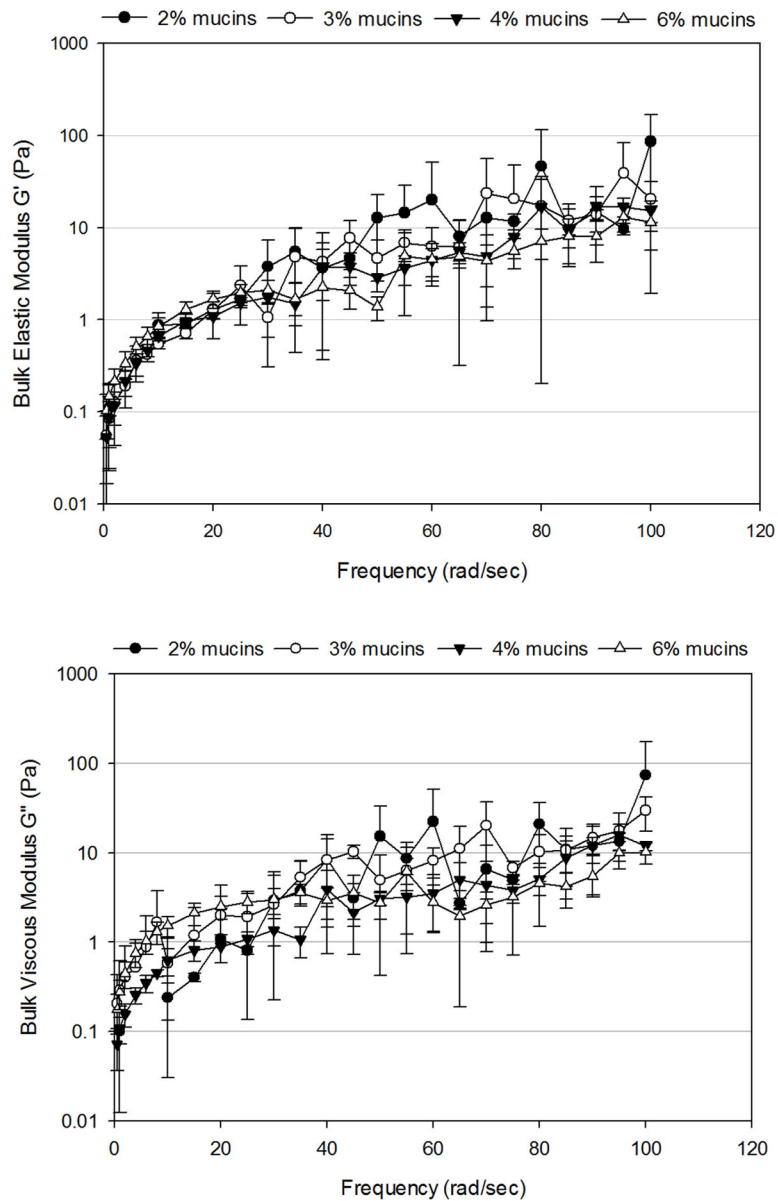 2% mucins 3% mucins 4% mucins 6% mucins
Bulk Elastic Modulus G' (Pa)
1000
100
10
1
0.1
0.01
0 20 40 60 80 100 120
Frequency (rad/sec)
2% mucins 3% mucins 4% mucins 6% mucins
Bulk Viscous Modulus G" (Pa)
1000
100
10
1
0.1
0.01
0 20 40 60 80 100 120
Frequency (rad/sec)